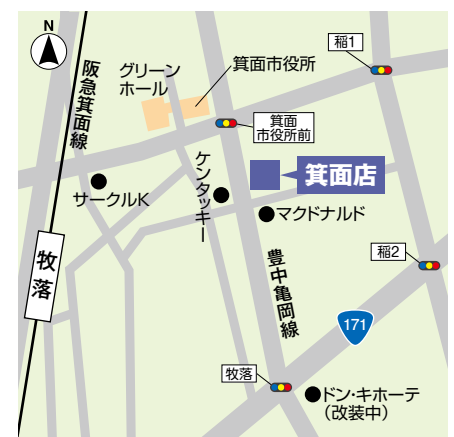 N
稲1
阪急箕面線
グリーン
ホール
箕面市役所
箕面
市役所前
ケンタッキー
箕面店
サークルK
マクドナルド
牧落
豊中亀岡線
稲2
171
牧落
ドン・キホーテ
(改装中)